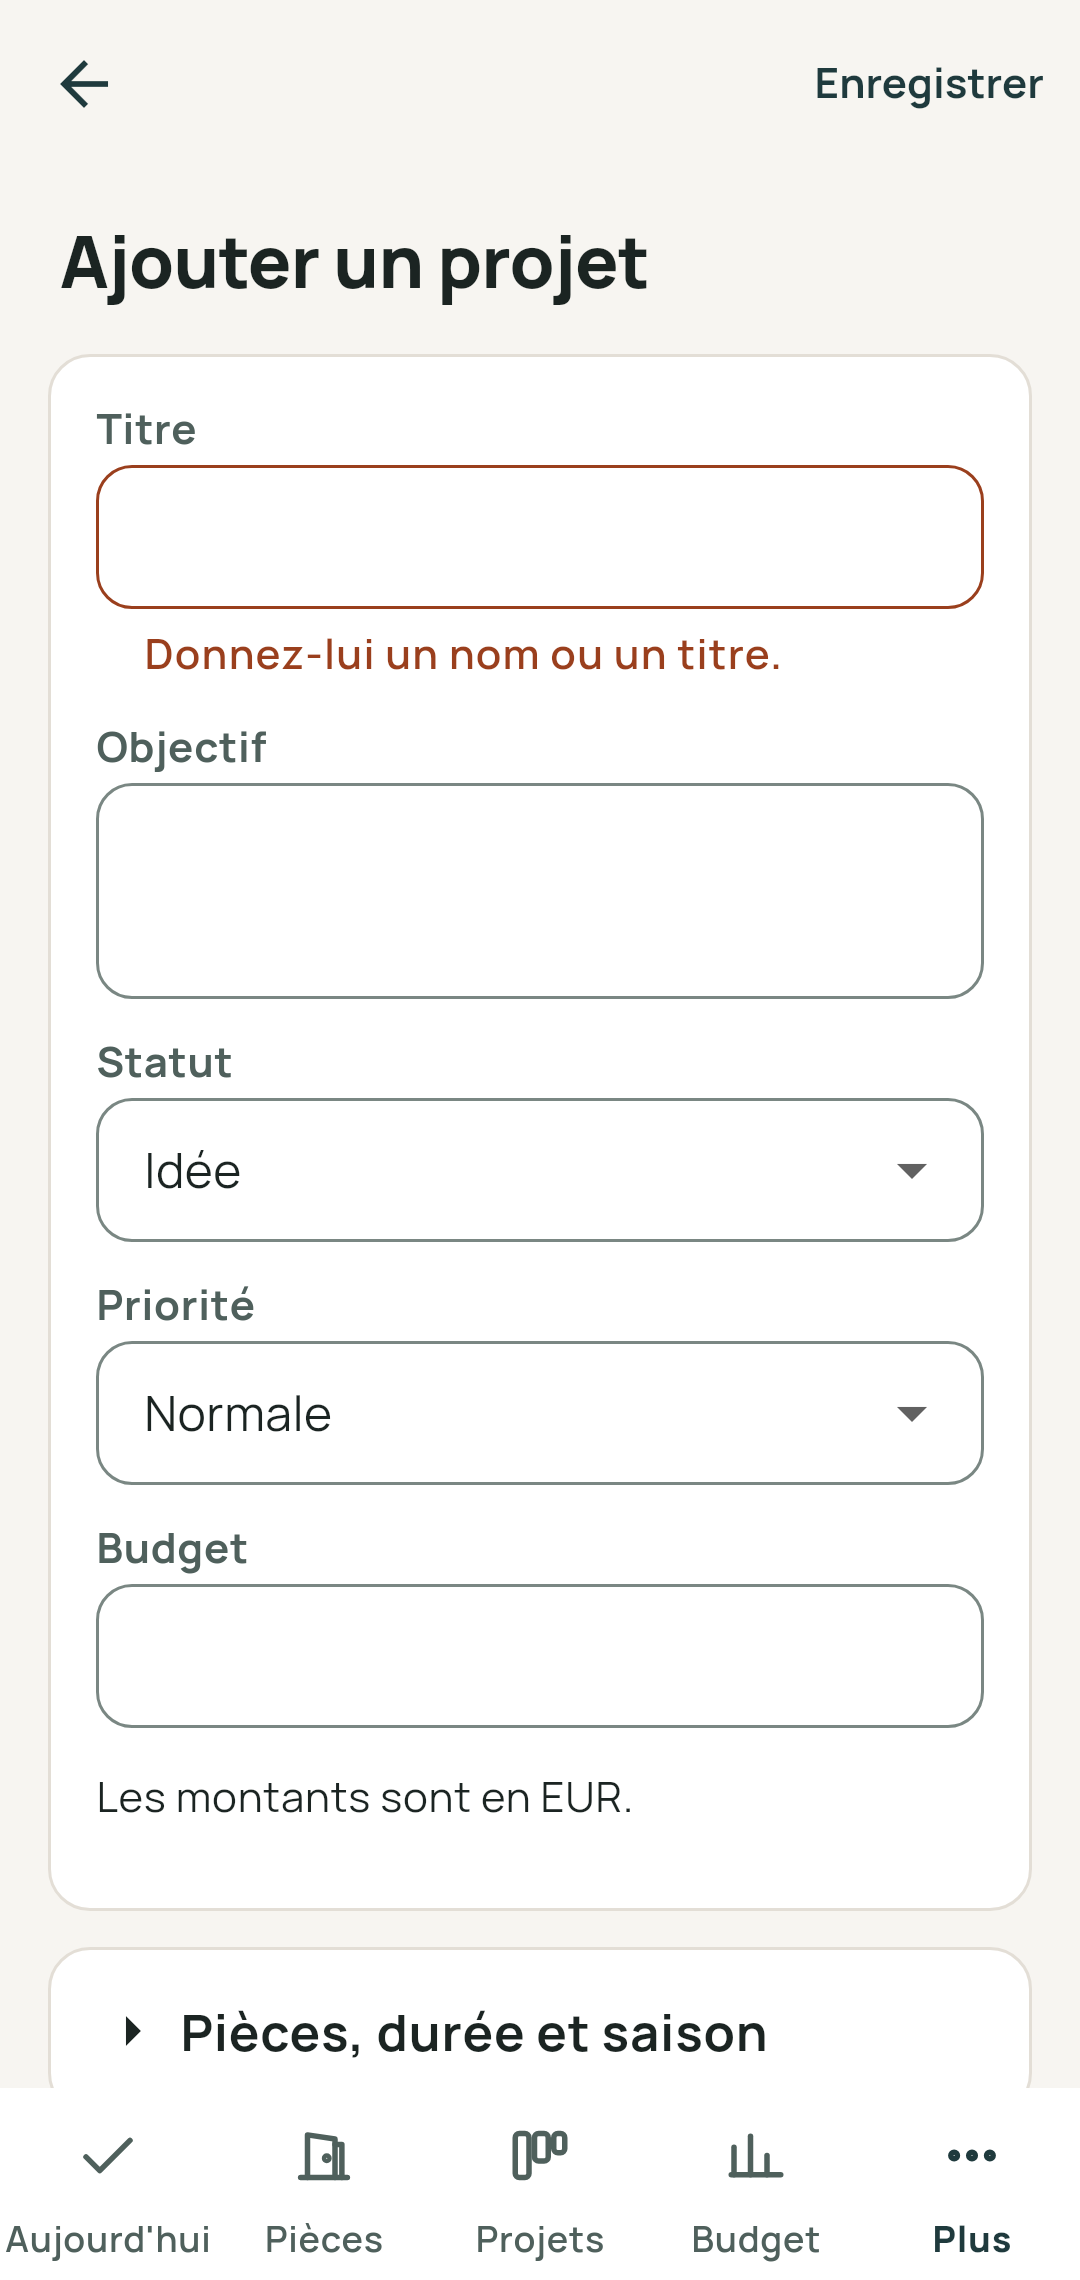 Enregistrer
Ajouter un projet
Titre
Donnez-lui un nom ou un titre.
Objectif
Statut
Idée
Priorité
Normale
Budget
Les montants sont en EUR.
Pièces, durée et saison
Aujourd'hui
Pièces
Projets
Budget
Plus